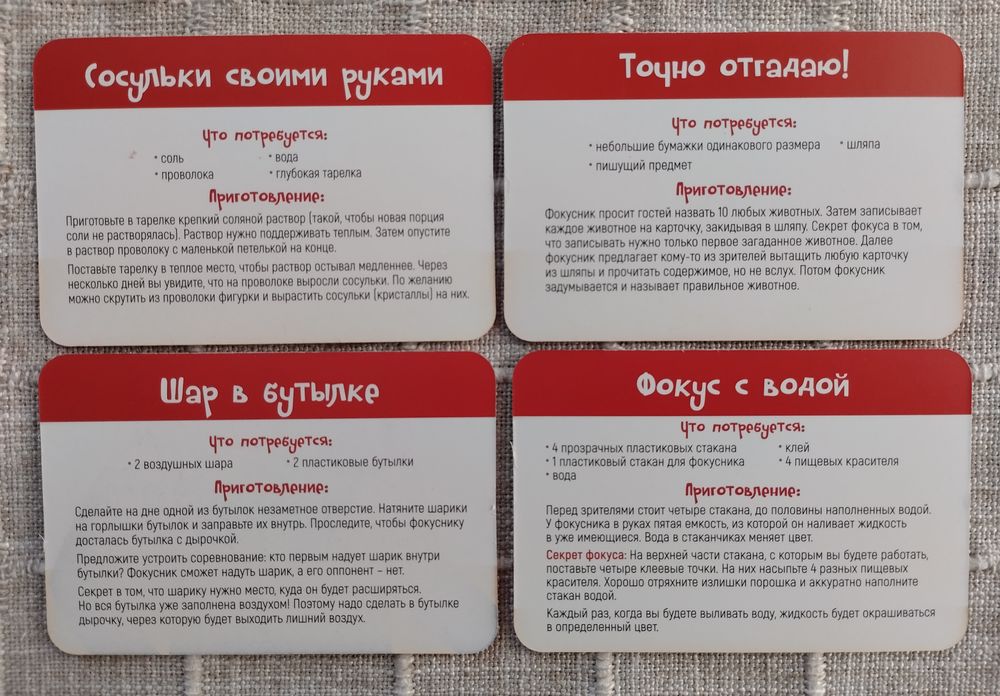 Сосульки своими руками
Что потребуется:
• соль • вода
• проволока • глубокая тарелка
Приготовление:
Приготовьте в тарелке крепкий соляной раствор (такой, чтобы новая порция
соли не растворялась). Раствор нужно поддерживать теплым. Затем опустите
в раствор проволоку с маленькой петелькой на конце.
Поставьте тарелку в теплое место, чтобы раствор остывал медленнее. Через
несколько дней вы увидите, что на проволоке выросли сосульки. По желанию
можно скрутить из проволоки фигурки и вырастить сосульки (кристаллы) на них.
Точно отгадаю!
Что потребуется:
• небольшие бумажки одинакового размера • шляпа
• пишущий предмет
Приготовление:
Фокусник просит гостей назвать 10 любых животных. Затем записывает
каждое животное на карточку, закидывая в шляпу. Секрет фокуса в том,
что записывать нужно только первое загаданное животное. Далее
фокусник предлагает кому-то из зрителей вытащить любую карточку
из шляпы и прочитать содержимое, но не вслух. Потом фокусник
задумывается и называет правильное животное.
Шар в бутылке
Что потребуется:
• 2 воздушных шара • 2 пластиковые бутылки
Приготовление:
Сделайте на дне одной из бутылок незаметное отверстие. Натяните шарики
на горлышки бутылок и заправьте их внутрь. Проследите, чтобы фокуснику
досталась бутылка с дырочкой.
Предложите устроить соревнование: кто первым надует шарик внутри
бутылки? Фокусник сможет надуть шарик, а его оппонент – нет.
Секрет в том, что шарику нужно место, куда он будет расширяться.
Но вся бутылка уже заполнена воздухом! Поэтому надо сделать в бутылке
дырочку, через которую будет выходить лишний воздух.
Фокус с водой
Что потребуется:
• 4 прозрачных пластиковых стакана • клей
• 1 пластиковый стакан для фокусника • 4 пищевых красителя
• вода
Приготовление:
Перед зрителями стоит четыре стакана, до половины наполненных водой.
У фокусника в руках пятая емкость, из которой он наливает жидкость
в уже имеющиеся. Вода в стаканчиках меняет цвет.
Секрет фокуса: На верхней части стакана, с которым вы будете работать,
поставьте четыре клеевые точки. На них насыпьте 4 разных пищевых
красителя. Хорошо отряхните излишки порошка и аккуратно наполните
стакан водой.
Каждый раз, когда вы будете выливать воду, жидкость будет окрашиваться
в определенный цвет.